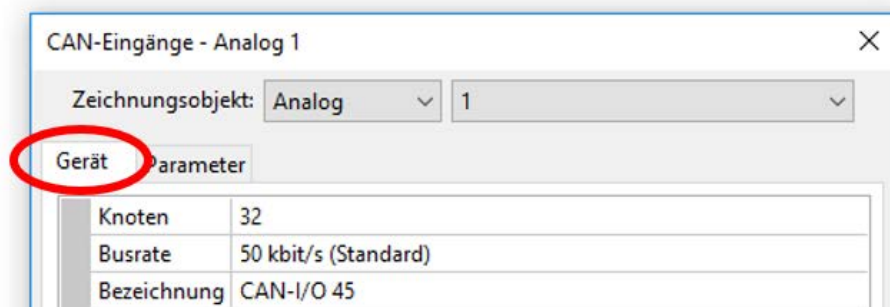 CAN-Eingänge - Analog 1
Zeichnungsobjekt: Analog 1
Gerät Parameter
Knoten 32
Busrate 50 kbit/s (Standard)
Bezeichnung CAN-I/O 45